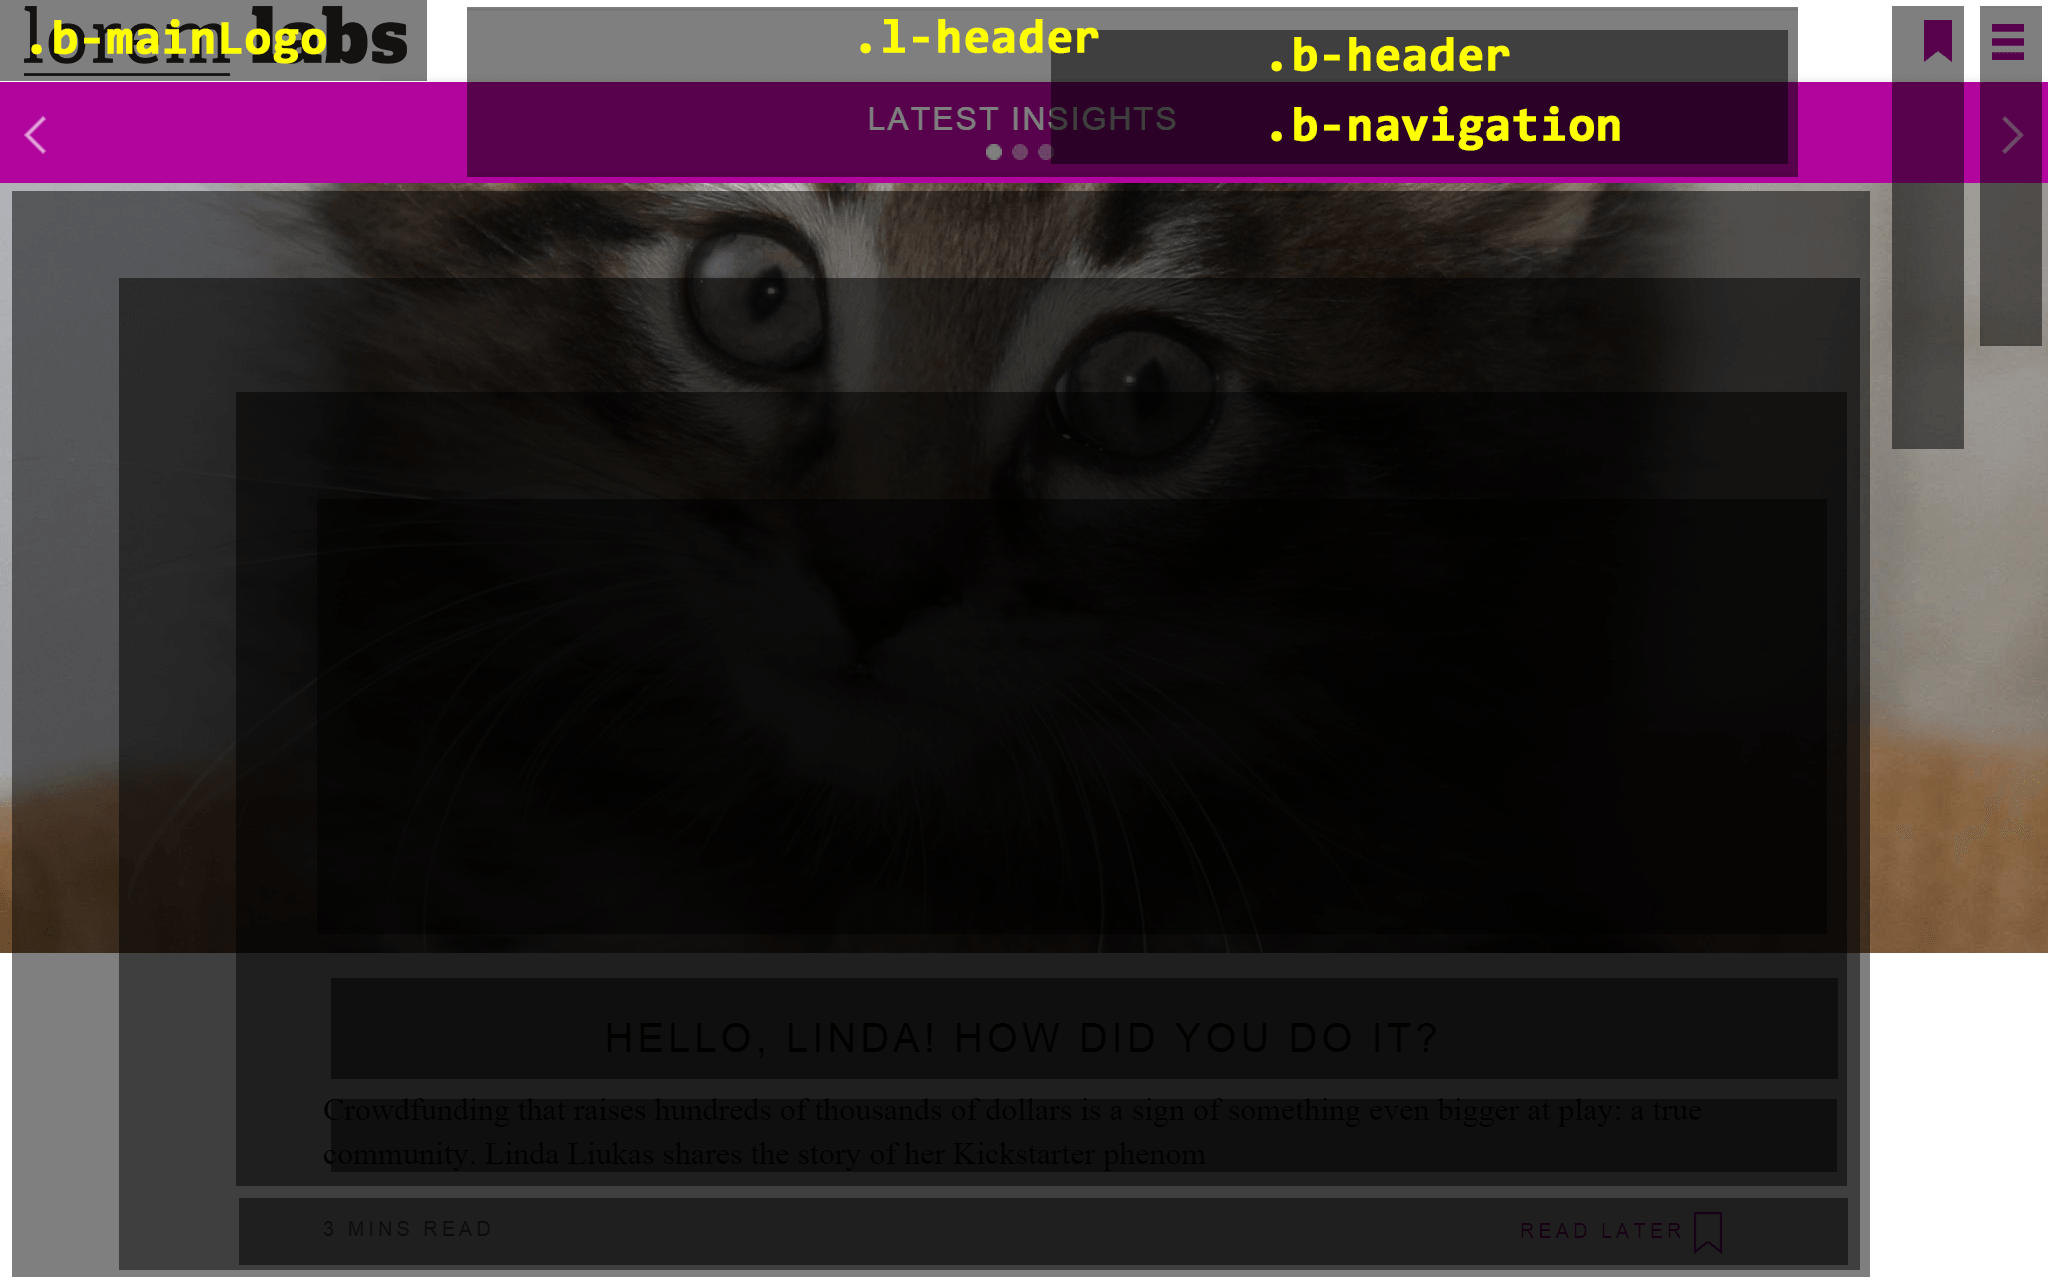 lorem labs
.b-mainLogo
.l-header
.b-header
LATEST INSIGHTS
.b-navigation
HELLO, LINDA! HOW DID YOU DO IT?
Crowdfunding that raises hundreds of thousands of dollars is a sign of something even bigger at play: a true
community. Linda Liukas shares the story of her Kickstarter phenom
3 MINS READ
READ LATER